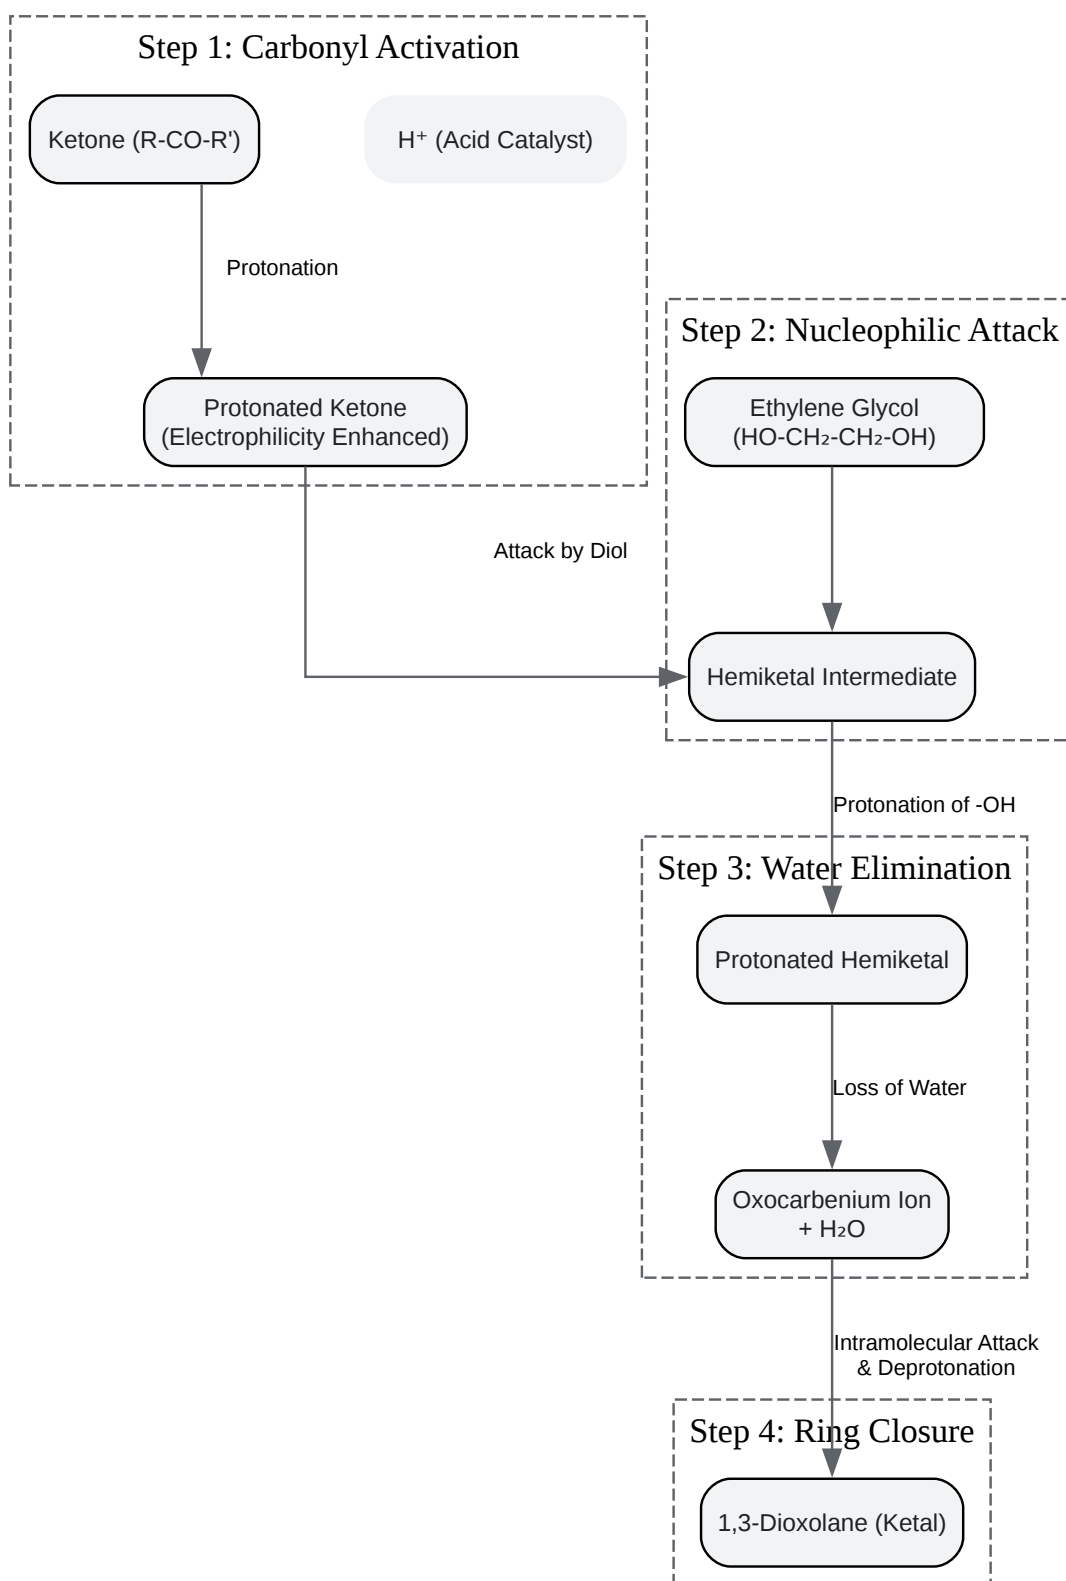 Step 1: Carbonyl Activation
Ketone (R-CO-R')
H⁺ (Acid Catalyst)
Protonation
Protonated Ketone
(Electrophilicity Enhanced)
Step 2: Nucleophilic Attack
Ethylene Glycol
(HO-CH₂-CH₂-OH)
Attack by Diol
Hemiketal Intermediate
Protonation of -OH
Step 3: Water Elimination
Protonated Hemiketal
Loss of Water
Oxocarbenium Ion
+ H₂O
Intramolecular Attack
& Deprotonation
Step 4: Ring Closure
1,3-Dioxolane (Ketal)